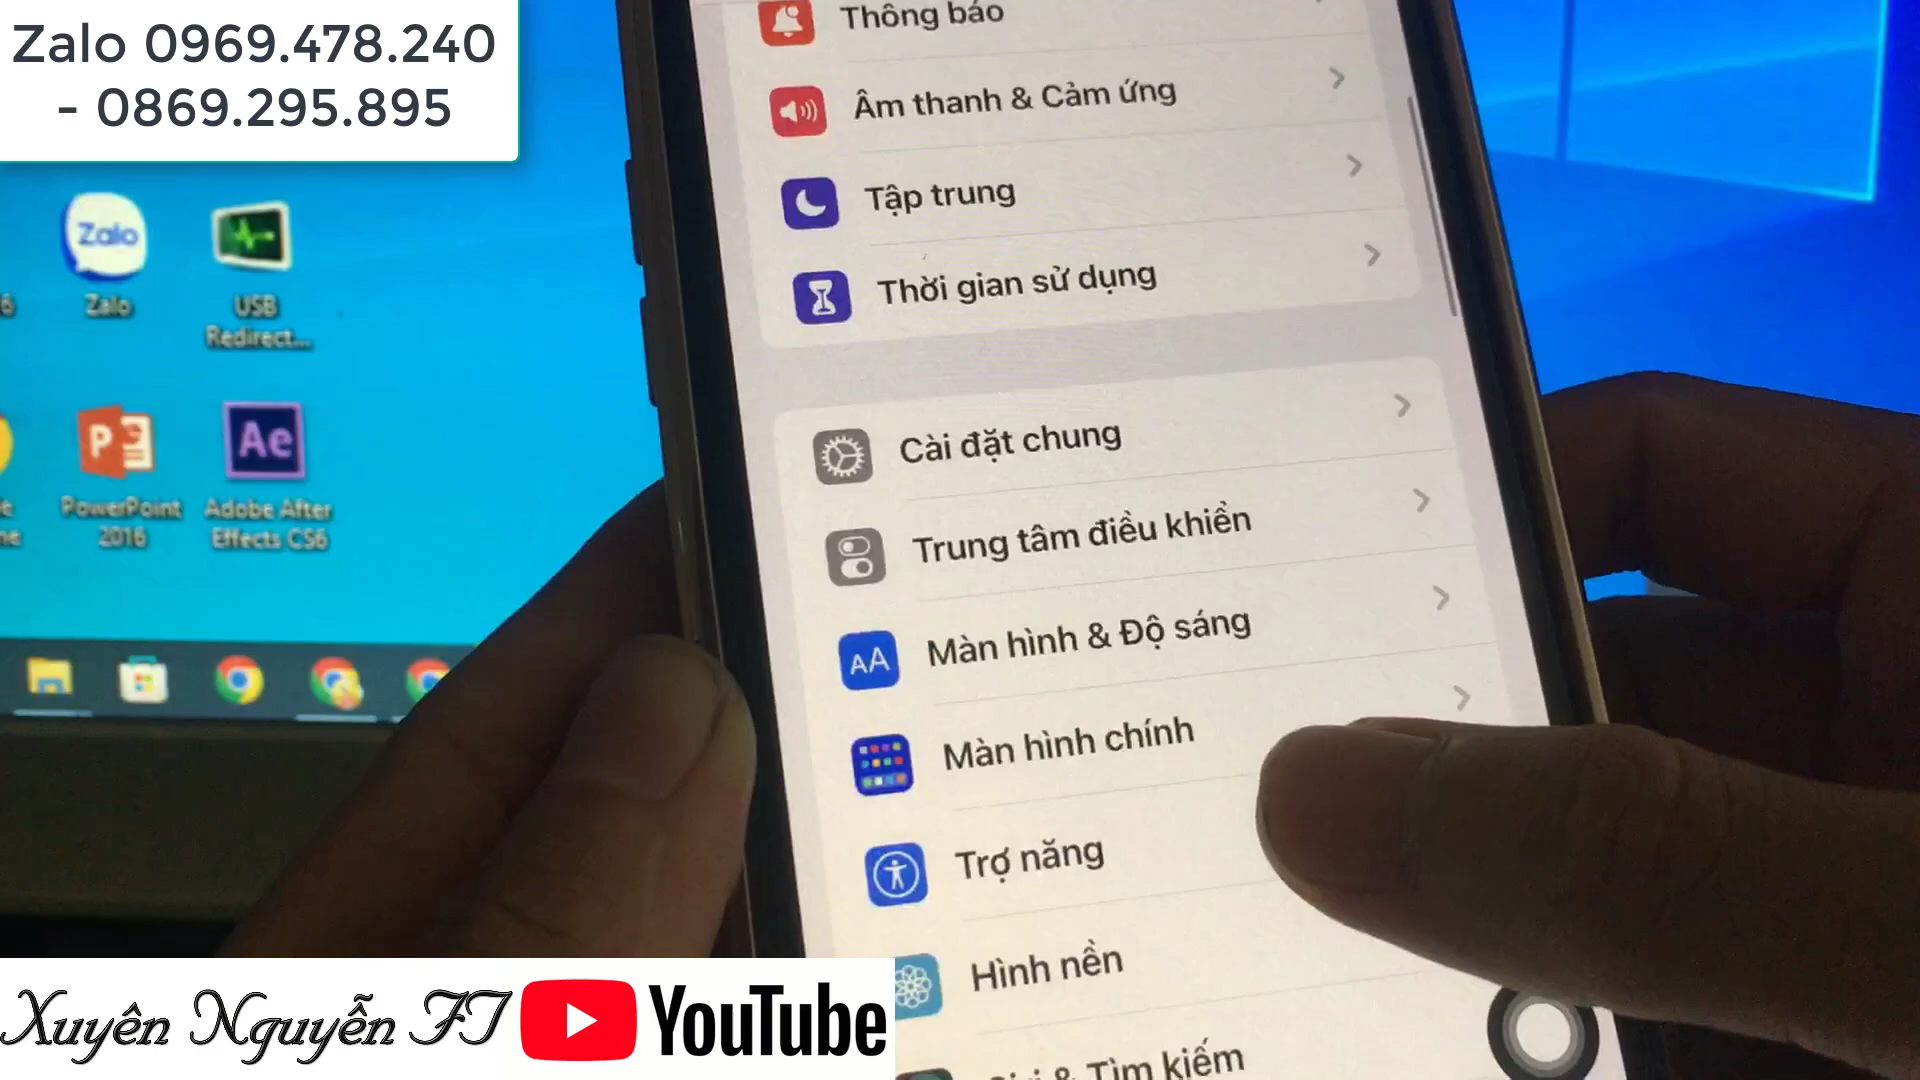 Zalo 0969.478.240
- 0869.295.895
Thông báo
Âm thanh & Cảm ứng
Tập trung
Thời gian sử dụng
Cài đặt chung
Trung tâm điều khiển
AA
Màn hình & Độ sáng
Màn hình chính
Trợ năng
Hình nền
& Tìm kiếm
Zalo
Zalo
USB
Redirect...
P
PowerPoint
2016
Ae
Adobe After
Effects CS6
Xuyên Nguyễn
YouTube